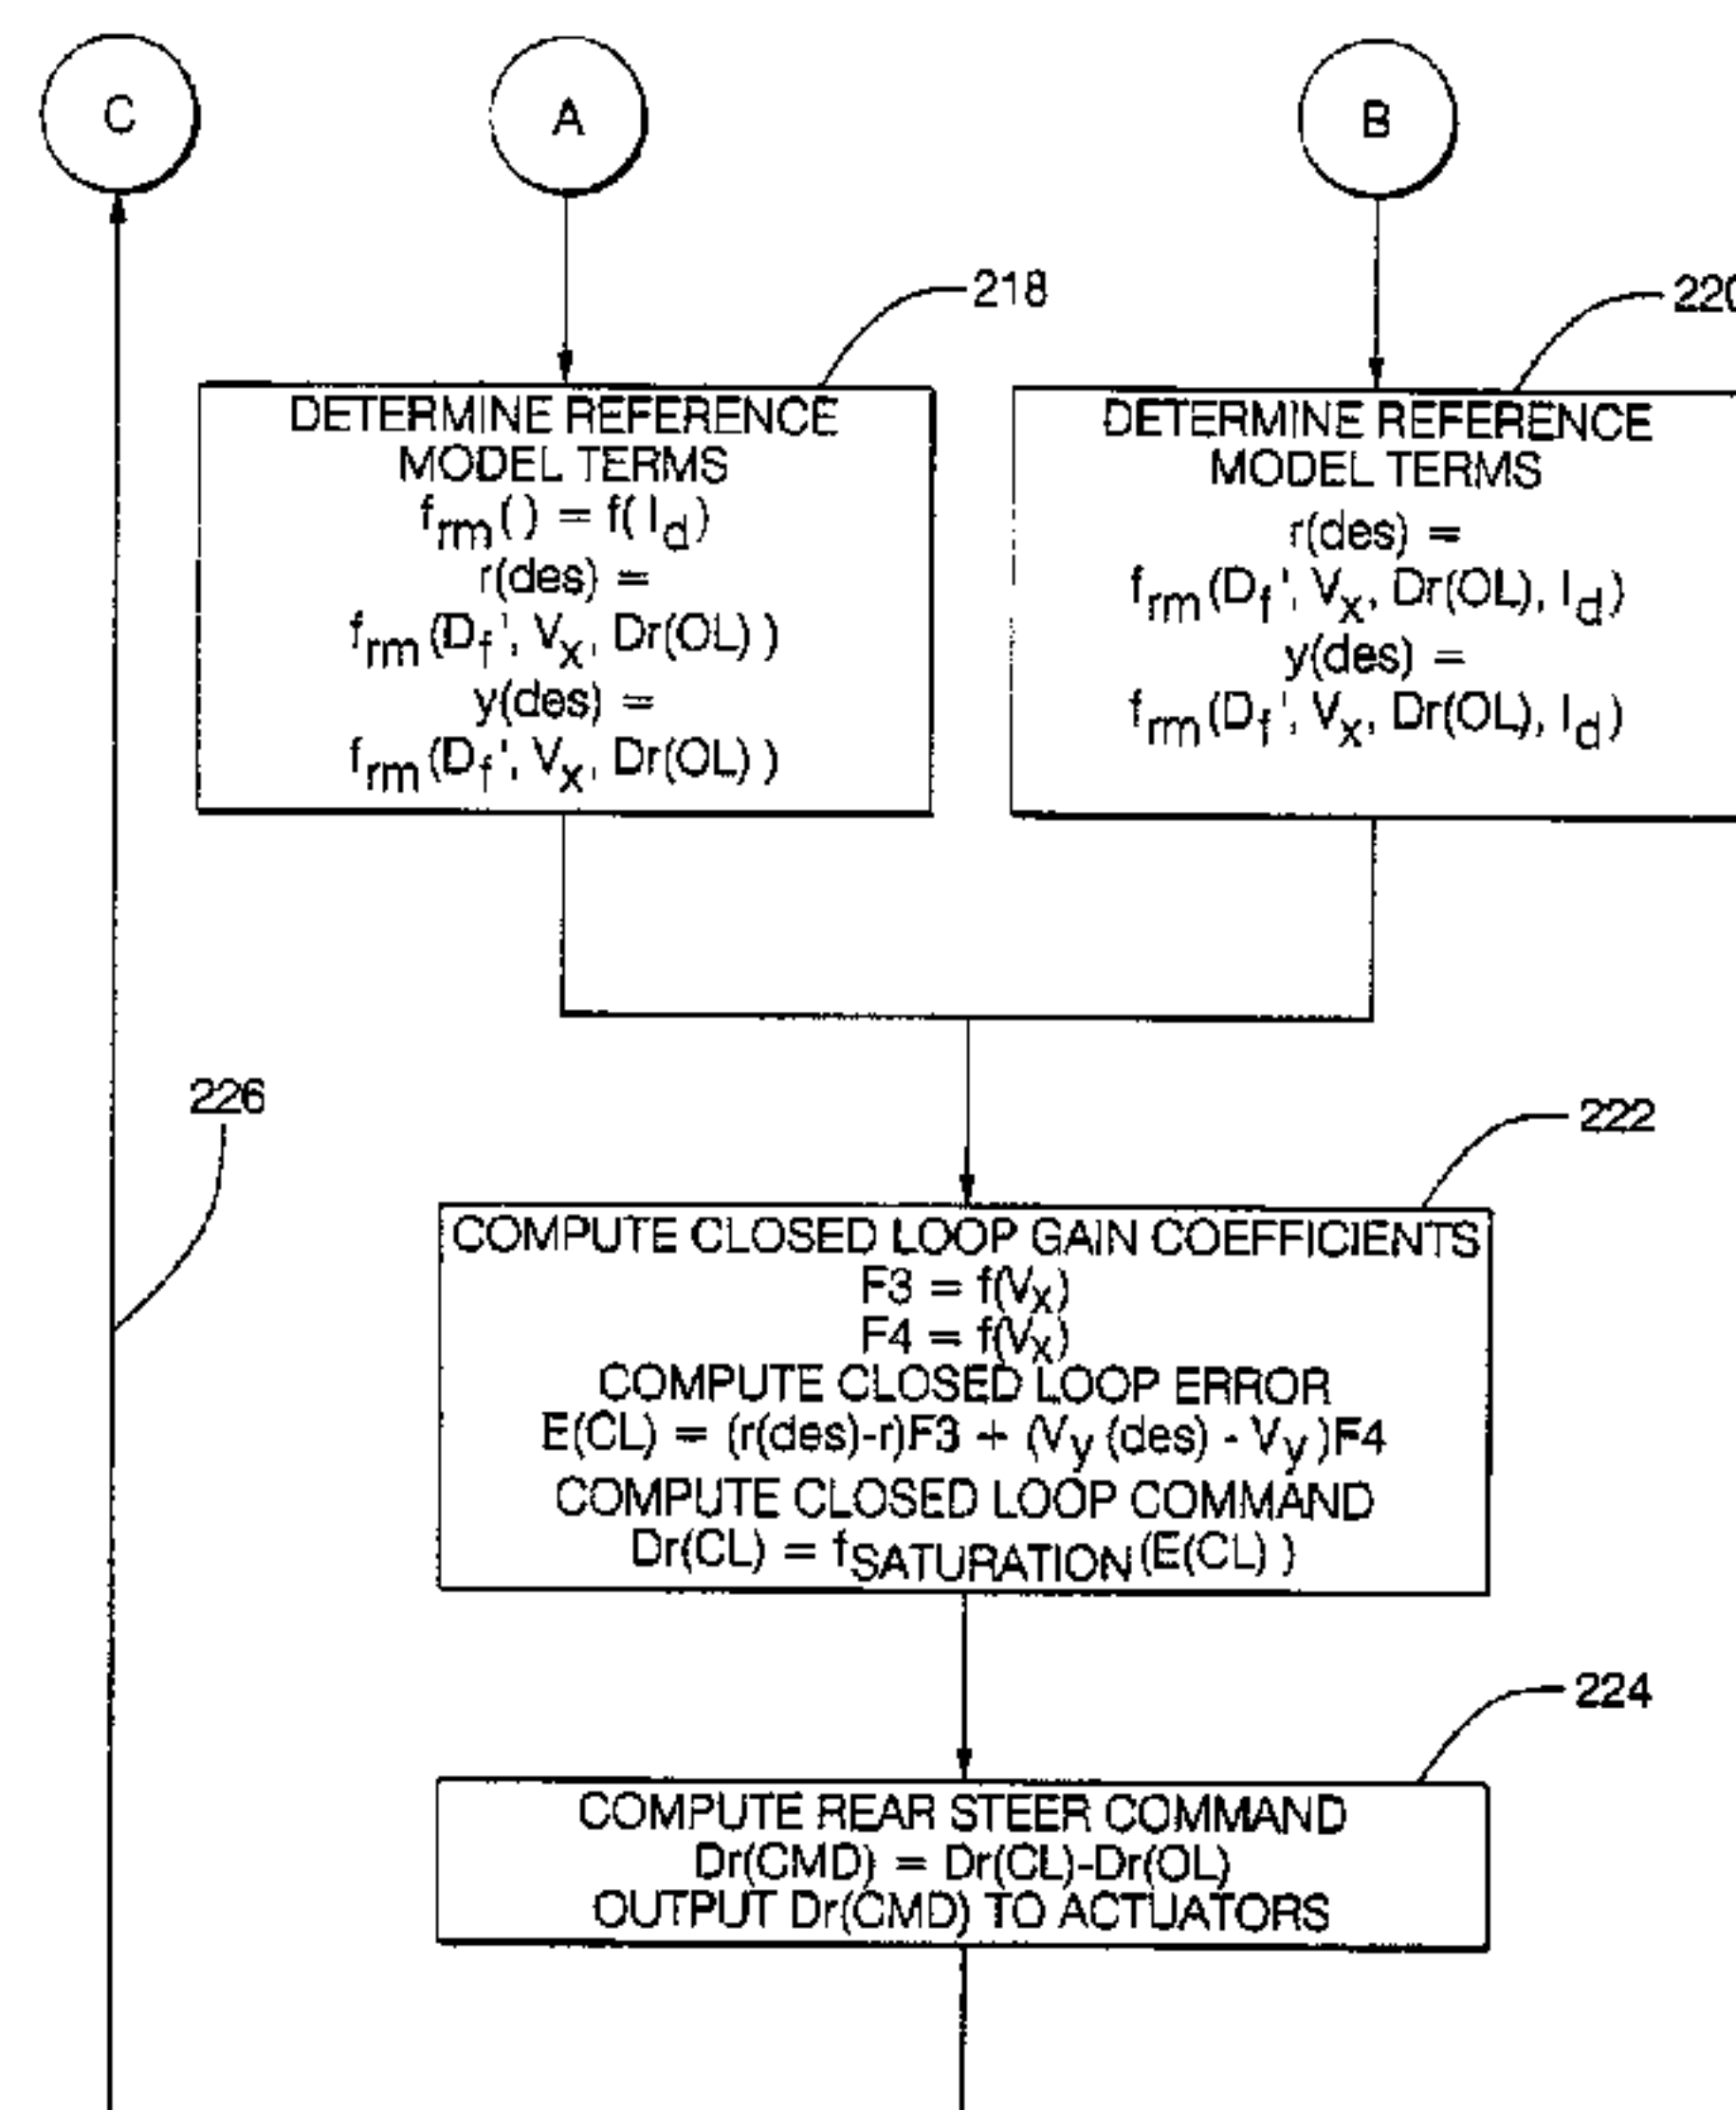 C
A
B
218
220
DETERMINE REFERENCE
MODEL TERMS
f_rm() = f(I_d)
r(des) =
f_rm(D_f', V_x, Dr(OL))
y(des) =
f_rm(D_f', V_x, Dr(OL))
DETERMINE REFERENCE
MODEL TERMS
r(des) =
f_rm(D_f', V_x, Dr(OL), I_d)
y(des) =
f_rm(D_f', V_x, Dr(OL), I_d)
226
222
COMPUTE CLOSED LOOP GAIN COEFFICIENTS
F3 = f(V_x)
F4 = f(V_x)
COMPUTE CLOSED LOOP ERROR
E(CL) = (r(des)-r)F3 + (V_y(des) - V_y)F4
COMPUTE CLOSED LOOP COMMAND
Dr(CL) = f_SATURATION(E(CL))
224
COMPUTE REAR STEER COMMAND
Dr(CMD) = Dr(CL)-Dr(OL)
OUTPUT Dr(CMD) TO ACTUATORS